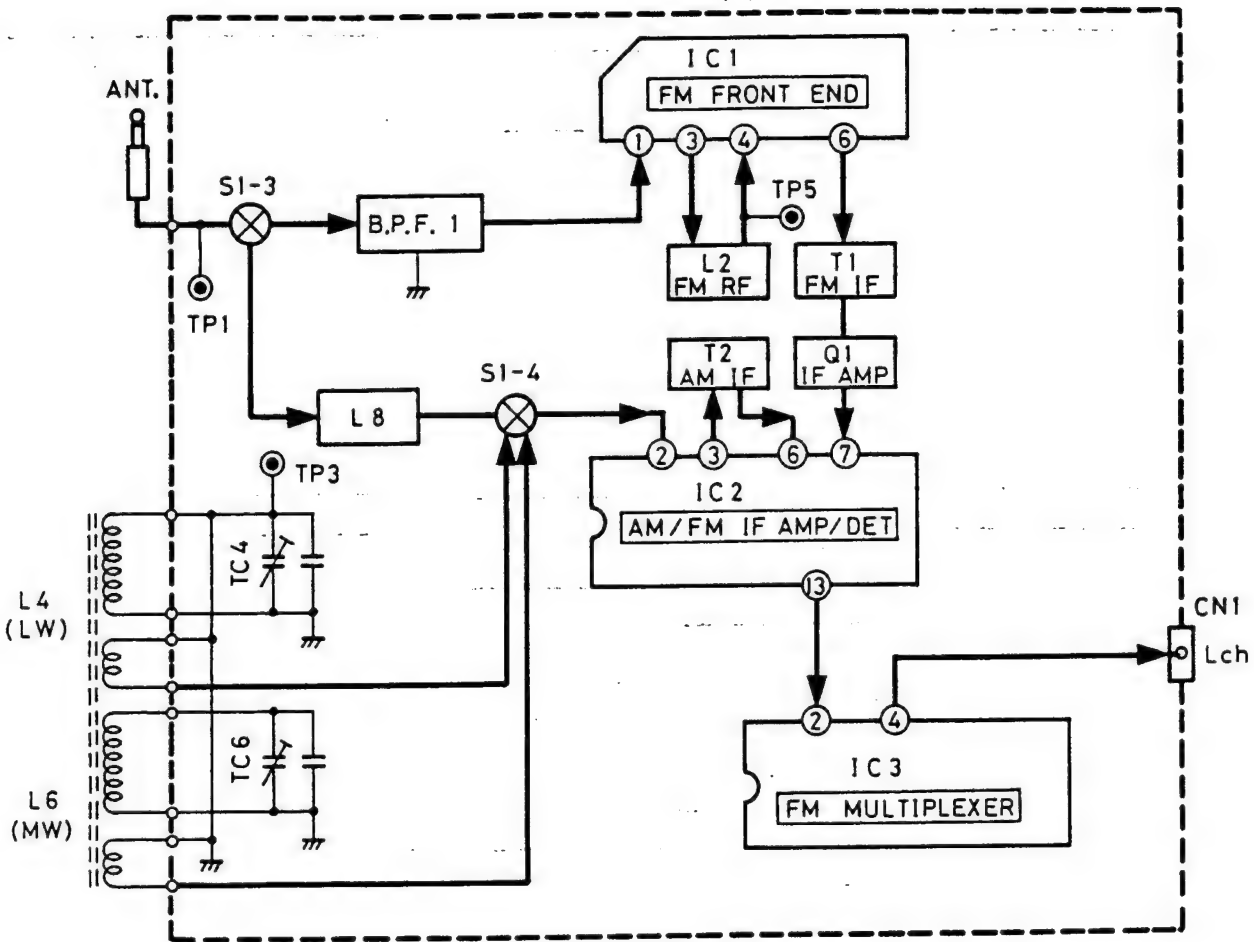 IC1
FM FRONT END
1 3 4 6
ANT.
S1-3
B.P.F. 1
TP5
L2
FM RF
T1
FM IF
TP1
S1-4
T2
AM IF
Q1
IF AMP
L8
2 3 6 7
TP3
IC2
AM/FM IF AMP/DET
13
TC4
L4
(LW)
CN1
Lch
2 4
IC3
FM MULTIPLEXER
TC6
L6
(MW)